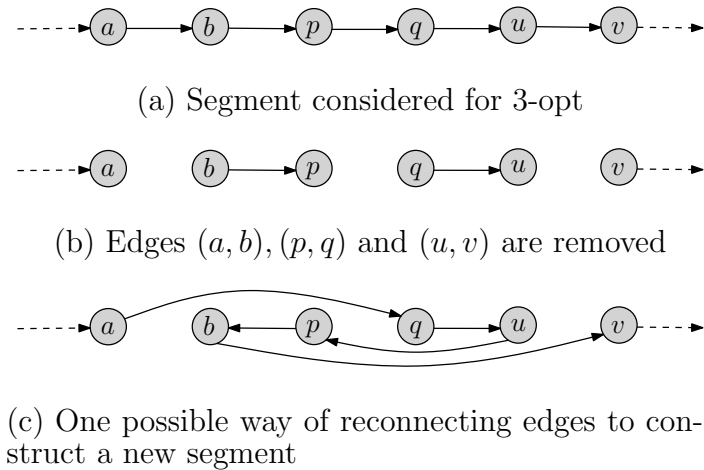 a b p q u v
(a) Segment considered for 3-opt
a b p q u v
(b) Edges (a, b), (p, q) and (u, v) are removed
a b p q u v
(c) One possible way of reconnecting edges to con-
struct a new segment